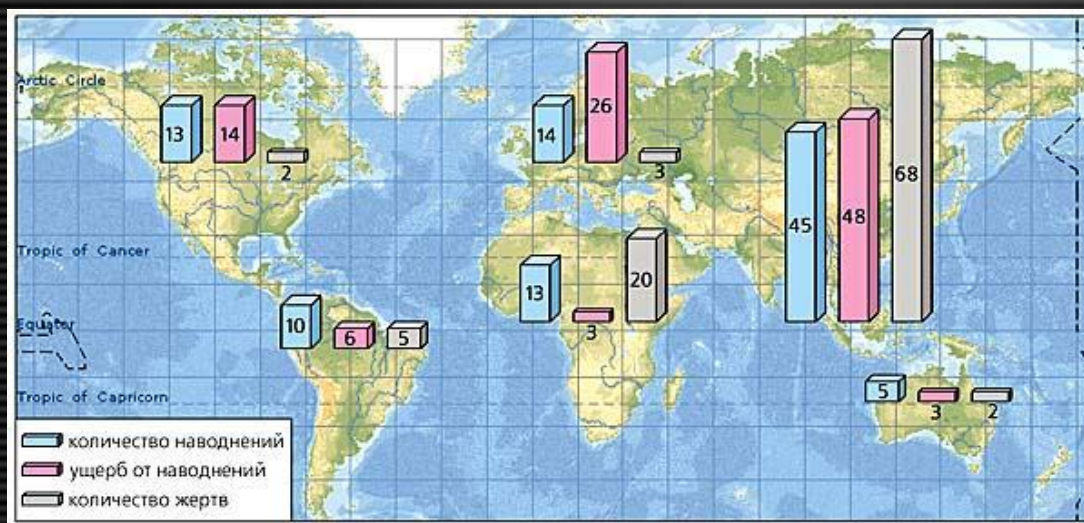 Arctic Circle
13
14
2
14
26
3
45
48
68
Tropic of Cancer
13
3
20
Equator
10
6
5
5
3
2
Tropic of Capricorn
количество наводнений
ущерб от наводнений
количество жертв